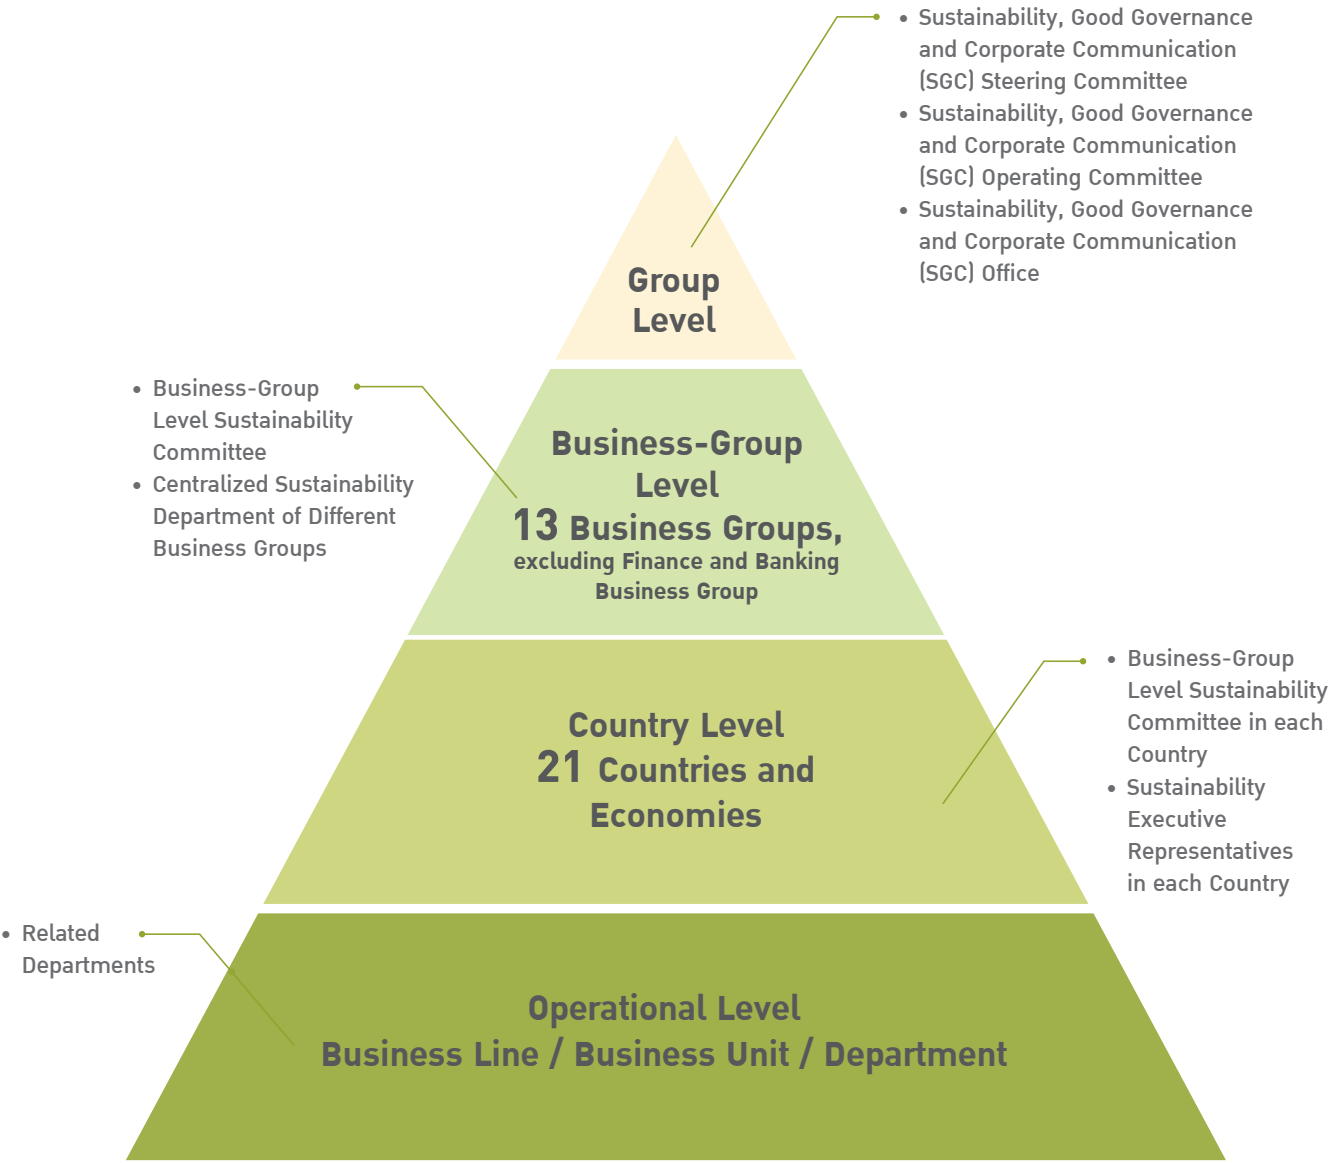 • Sustainability, Good Governance
and Corporate Communication
(SGC) Steering Committee
• Sustainability, Good Governance
and Corporate Communication
(SGC) Operating Committee
• Sustainability, Good Governance
and Corporate Communication
(SGC) Office
Group
Level
• Business-Group
Level Sustainability
Committee
• Centralized Sustainability
Department of Different
Business Groups
Business-Group
Level
13 Business Groups,
excluding Finance and Banking
Business Group
Country Level
21 Countries and
Economies
• Business-Group
Level Sustainability
Committee in each
Country
• Sustainability
Executive
Representatives
in each Country
• Related
Departments
Operational Level
Business Line / Business Unit / Department